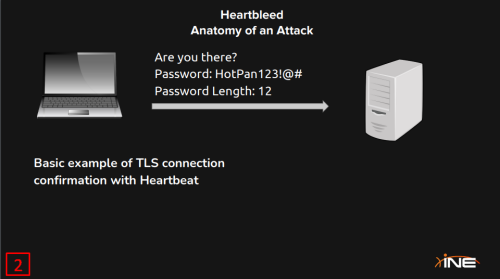 Heartbleed
Anatomy of an Attack
Are you there?
Password: HotPan123!@#
Password Length: 12
Basic example of TLS connection
confirmation with Heartbeat
2
INE